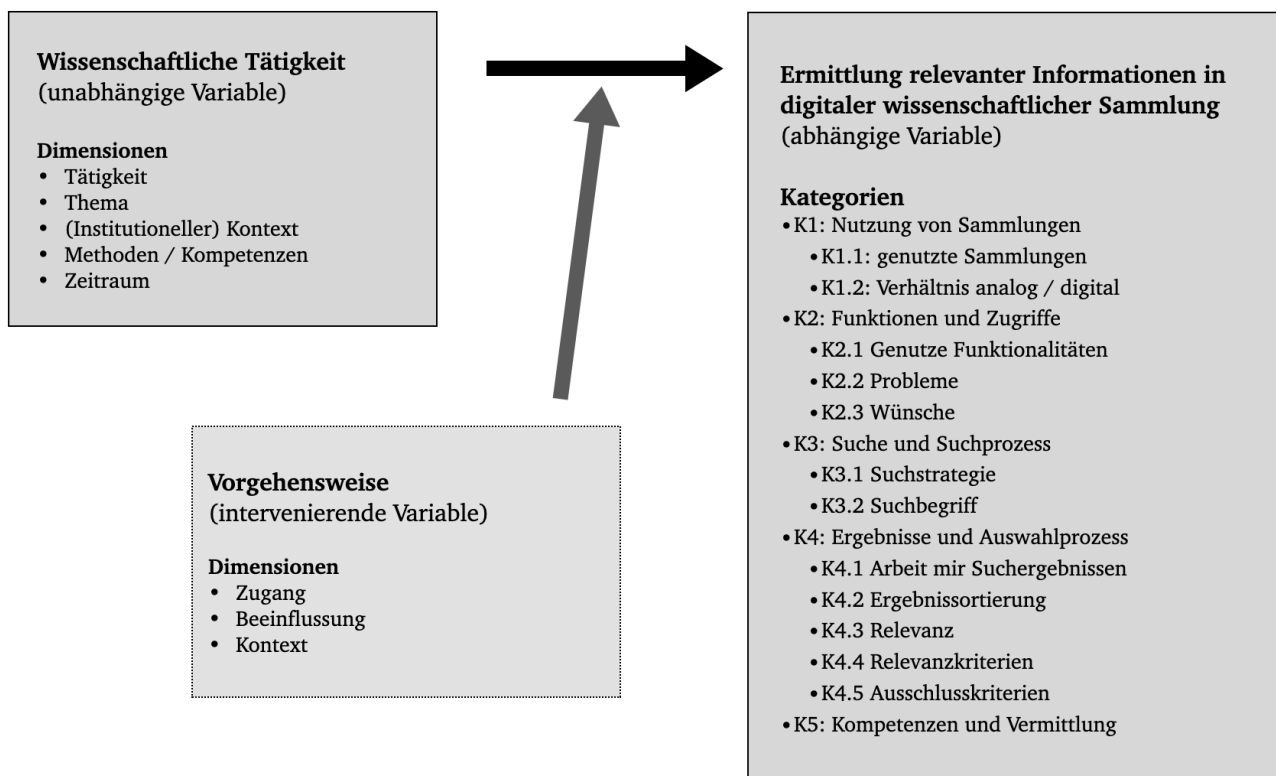 Wissenschaftliche Tätigkeit
(unabhängige Variable)
Dimensionen
• Tätigkeit
• Thema
• (Institutioneller) Kontext
• Methoden / Kompetenzen
• Zeitraum
Vorgehensweise
(intervenierende Variable)
Dimensionen
• Zugang
• Beeinflussung
• Kontext
Ermittlung relevanter Informationen in
digitaler wissenschaftlicher Sammlung
(abhängige Variable)
Kategorien
•K1: Nutzung von Sammlungen
•K1.1: genutzte Sammlungen
•K1.2: Verhältnis analog / digital
•K2: Funktionen und Zugriffe
•K2.1 Genutze Funktionalitäten
•K2.2 Probleme
•K2.3 Wünsche
•K3: Suche und Suchprozess
•K3.1 Suchstrategie
•K3.2 Suchbegriff
•K4: Ergebnisse und Auswahlprozess
•K4.1 Arbeit mir Suchergebnissen
•K4.2 Ergebnissortierung
•K4.3 Relevanz
•K4.4 Relevanzkriterien
•K4.5 Ausschlusskriterien
•K5: Kompetenzen und Vermittlung